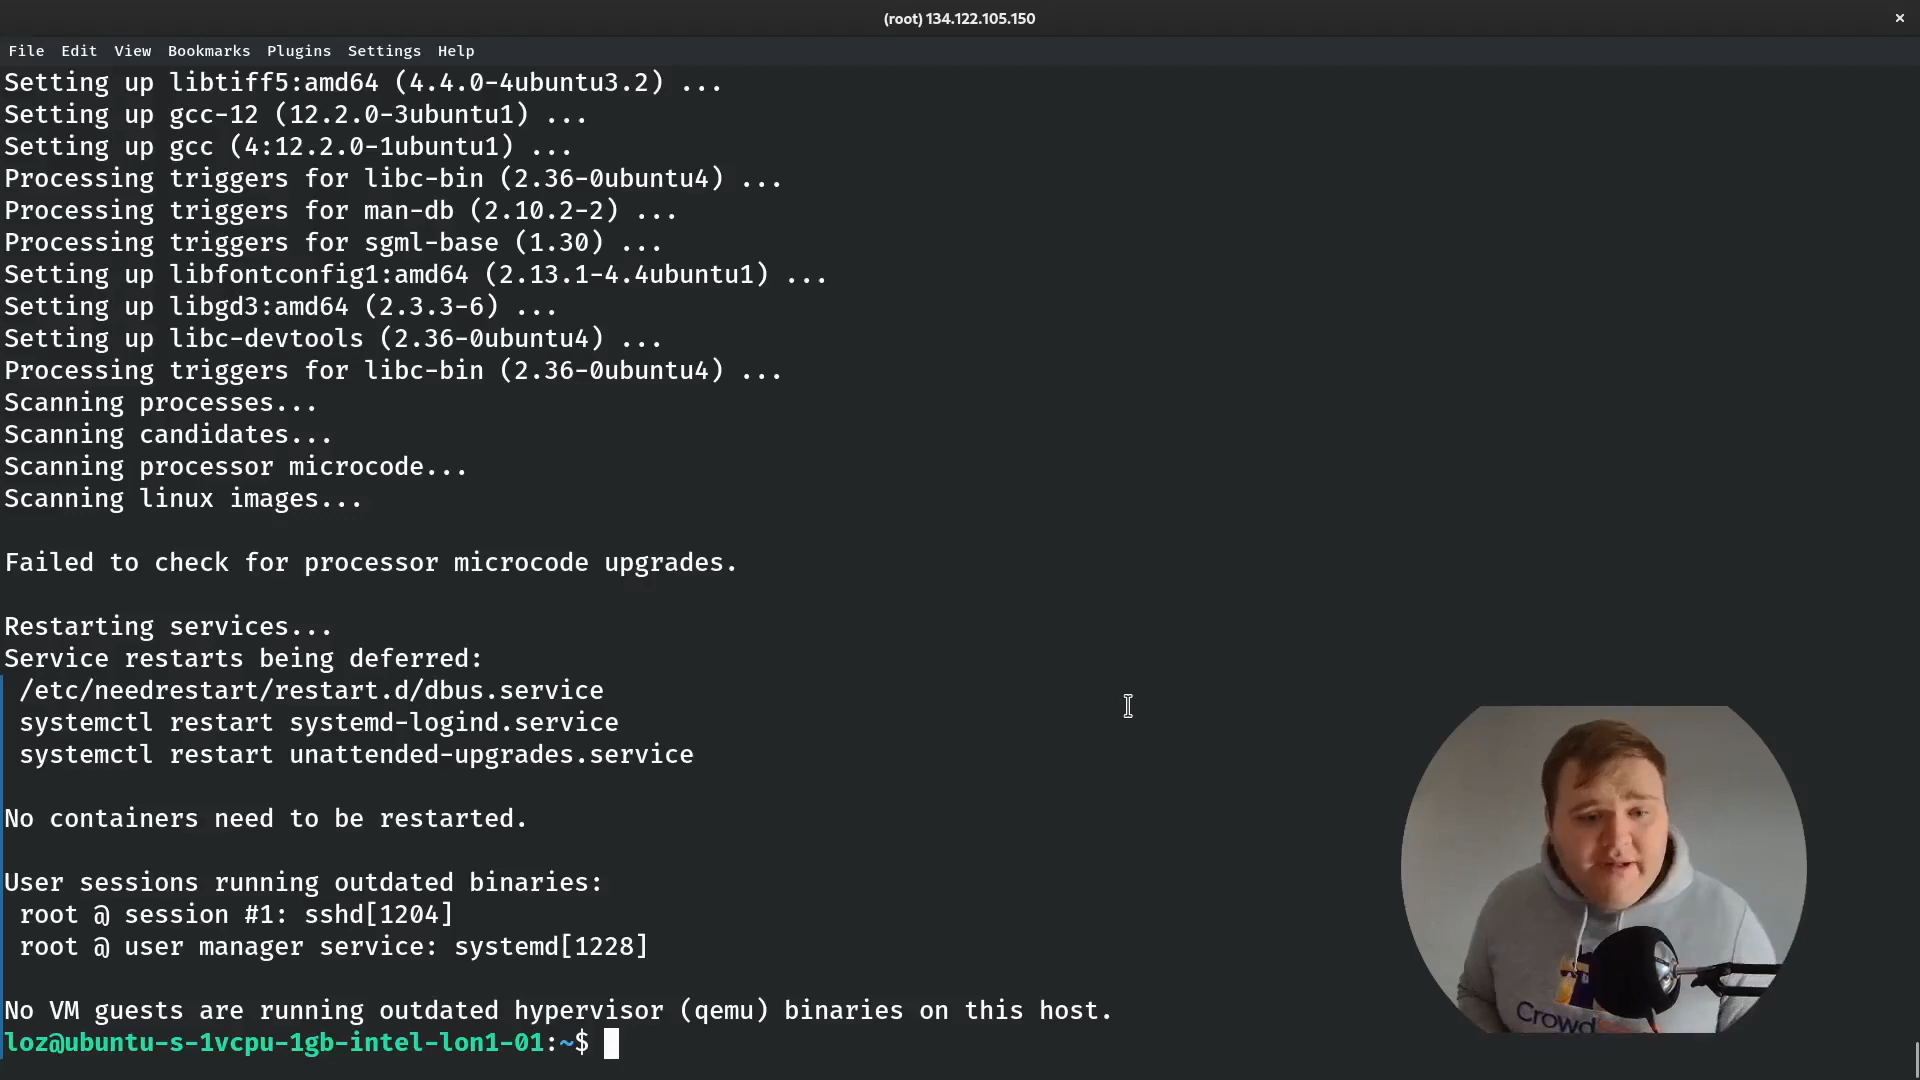 (root) 134.122.105.150
×
File Edit View Bookmarks Plugins Settings Help
Setting up libtiff5:amd64 (4.4.0-4ubuntu3.2) ...
Setting up gcc-12 (12.2.0-3ubuntu1) ...
Setting up gcc (4:12.2.0-1ubuntu1) ...
Processing triggers for libc-bin (2.36-0ubuntu4) ...
Processing triggers for man-db (2.10.2-2) ...
Processing triggers for sgml-base (1.30) ...
Setting up libfontconfig1:amd64 (2.13.1-4.4ubuntu1) ...
Setting up libgd3:amd64 (2.3.3-6) ...
Setting up libc-devtools (2.36-0ubuntu4) ...
Processing triggers for libc-bin (2.36-0ubuntu4) ...
Scanning processes...
Scanning candidates...
Scanning processor microcode...
Scanning linux images...
Failed to check for processor microcode upgrades.
Restarting services...
Service restarts being deferred:
/etc/needrestart/restart.d/dbus.service
systemctl restart systemd-logind.service
systemctl restart unattended-upgrades.service
No containers need to be restarted.
User sessions running outdated binaries:
root @ session #1: sshd[1204]
root @ user manager service: systemd[1228]
No VM guests are running outdated hypervisor (qemu) binaries on this host.
loz@ubuntu-s-1vcpu-1gb-intel-lon1-01:~$